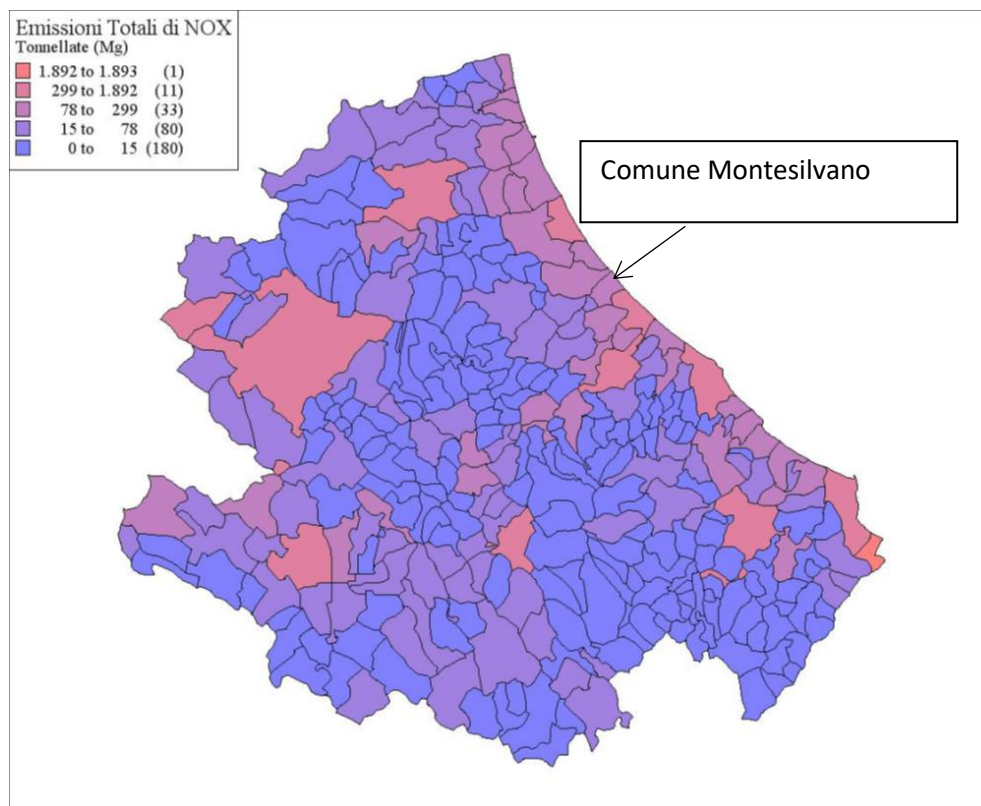 Emissioni Totali di NOX
Tonnellate (Mg)
1.892 to 1.893 (1)
299 to 1.892 (11)
78 to 299 (33)
15 to 78 (80)
0 to 15 (180)
Comune Montesilvano